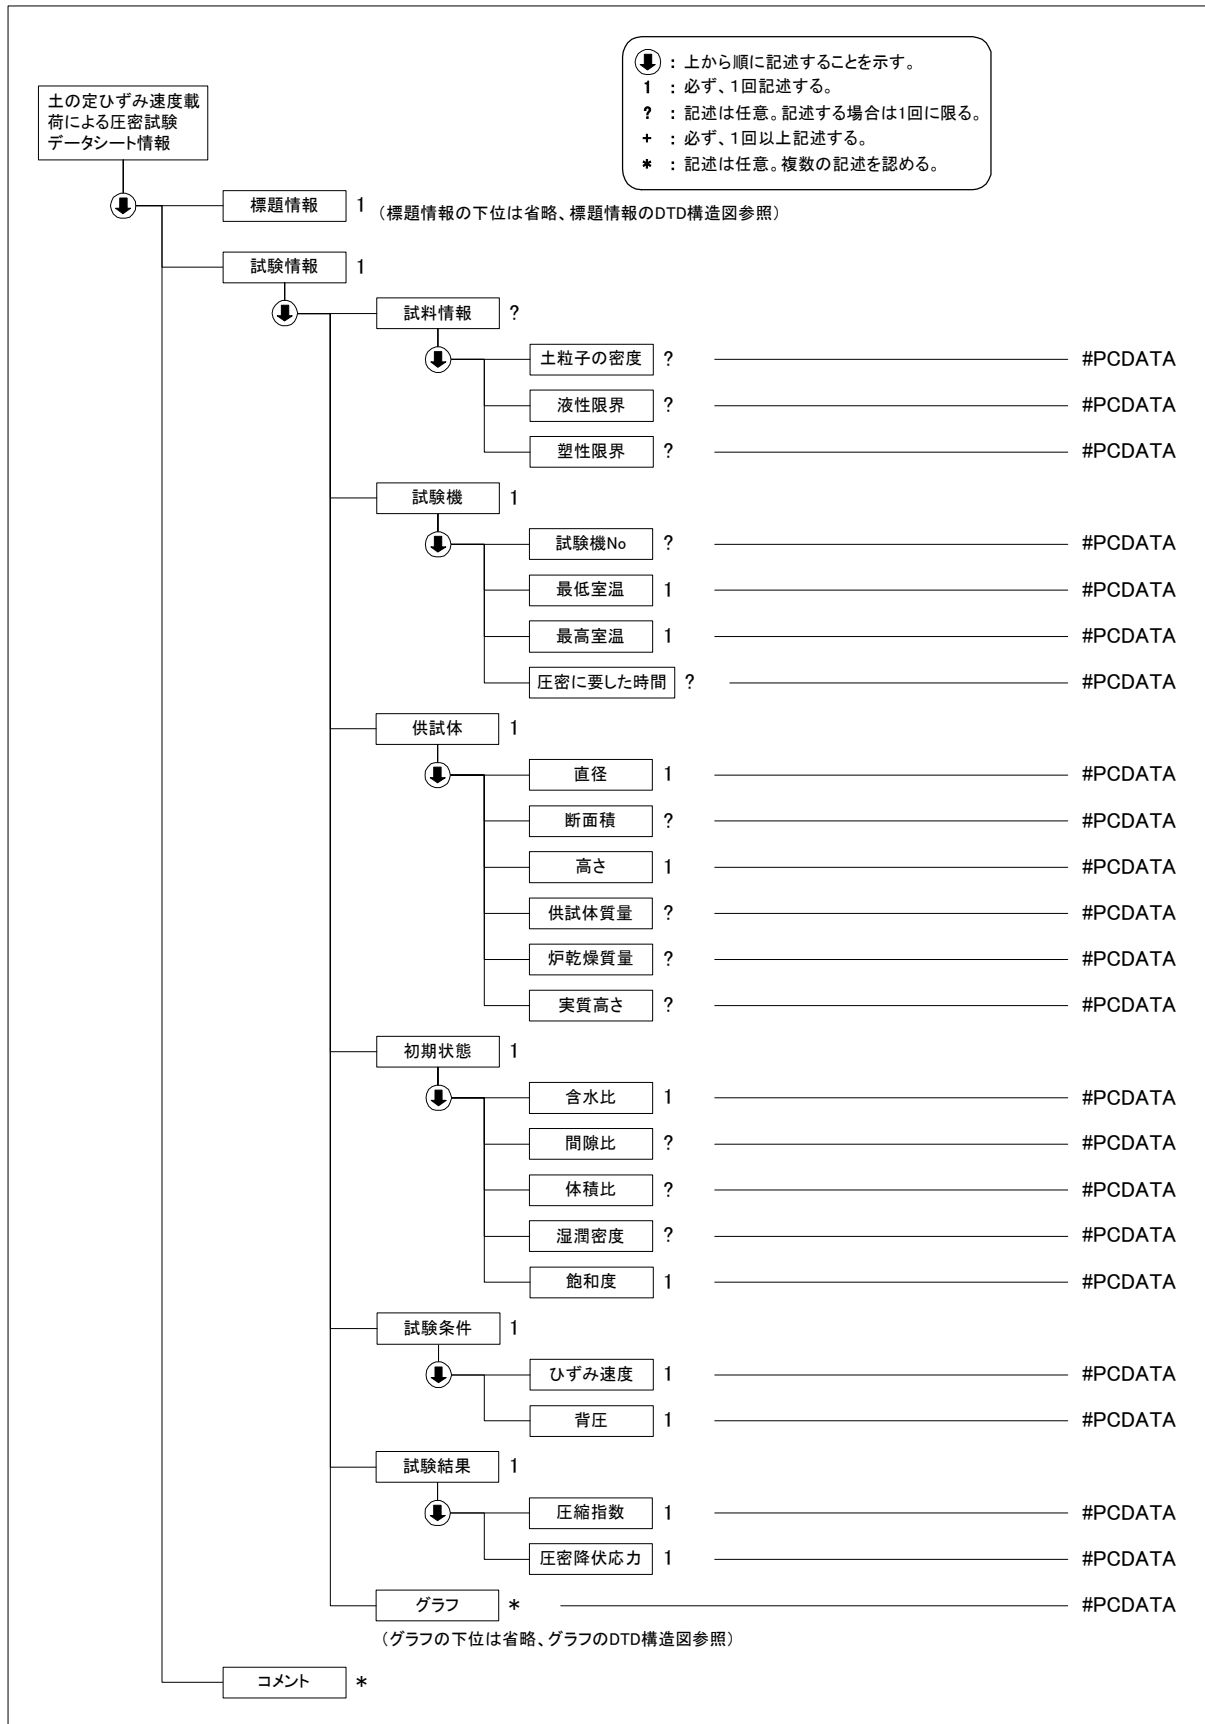 : 上から順に記述することを示す。
1 : 必ず、1回記述する。
? : 記述は任意。記述する場合は1回に限る。
+ : 必ず、1回以上記述する。
* : 記述は任意。複数の記述を認める。
土の定ひずみ速度載
荷による圧密試験
データシート情報
標題情報 1 (標題情報の下位は省略、標題情報のDTD構造図参照)
試験情報 1
試料情報 ?
土粒子の密度 ? #PCDATA
液性限界 ? #PCDATA
塑性限界 ? #PCDATA
試験機 1
試験機No ? #PCDATA
最低室温 1 #PCDATA
最高室温 1 #PCDATA
圧密に要した時間 ? #PCDATA
供試体 1
直径 1 #PCDATA
断面積 ? #PCDATA
高さ 1 #PCDATA
供試体質量 ? #PCDATA
炉乾燥質量 ? #PCDATA
実質高さ ? #PCDATA
初期状態 1
含水比 1 #PCDATA
間隙比 ? #PCDATA
体積比 ? #PCDATA
湿潤密度 ? #PCDATA
飽和度 1 #PCDATA
試験条件 1
ひずみ速度 1 #PCDATA
背圧 1 #PCDATA
試験結果 1
圧縮指数 1 #PCDATA
圧密降伏応力 1 #PCDATA
グラフ * #PCDATA
(グラフの下位は省略、グラフのDTD構造図参照)
コメント *